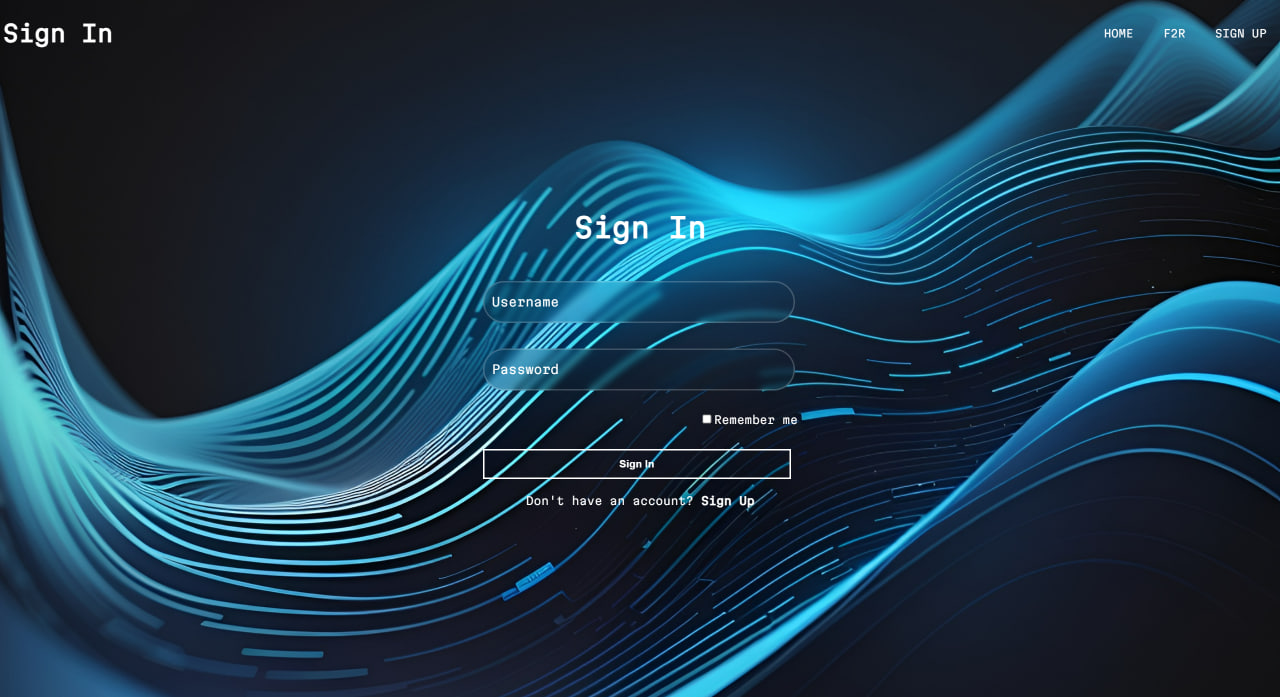 Sign In
HOME F2R SIGN UP
Sign In
Username
Password
Remember me
Sign In
Don't have an account? Sign Up